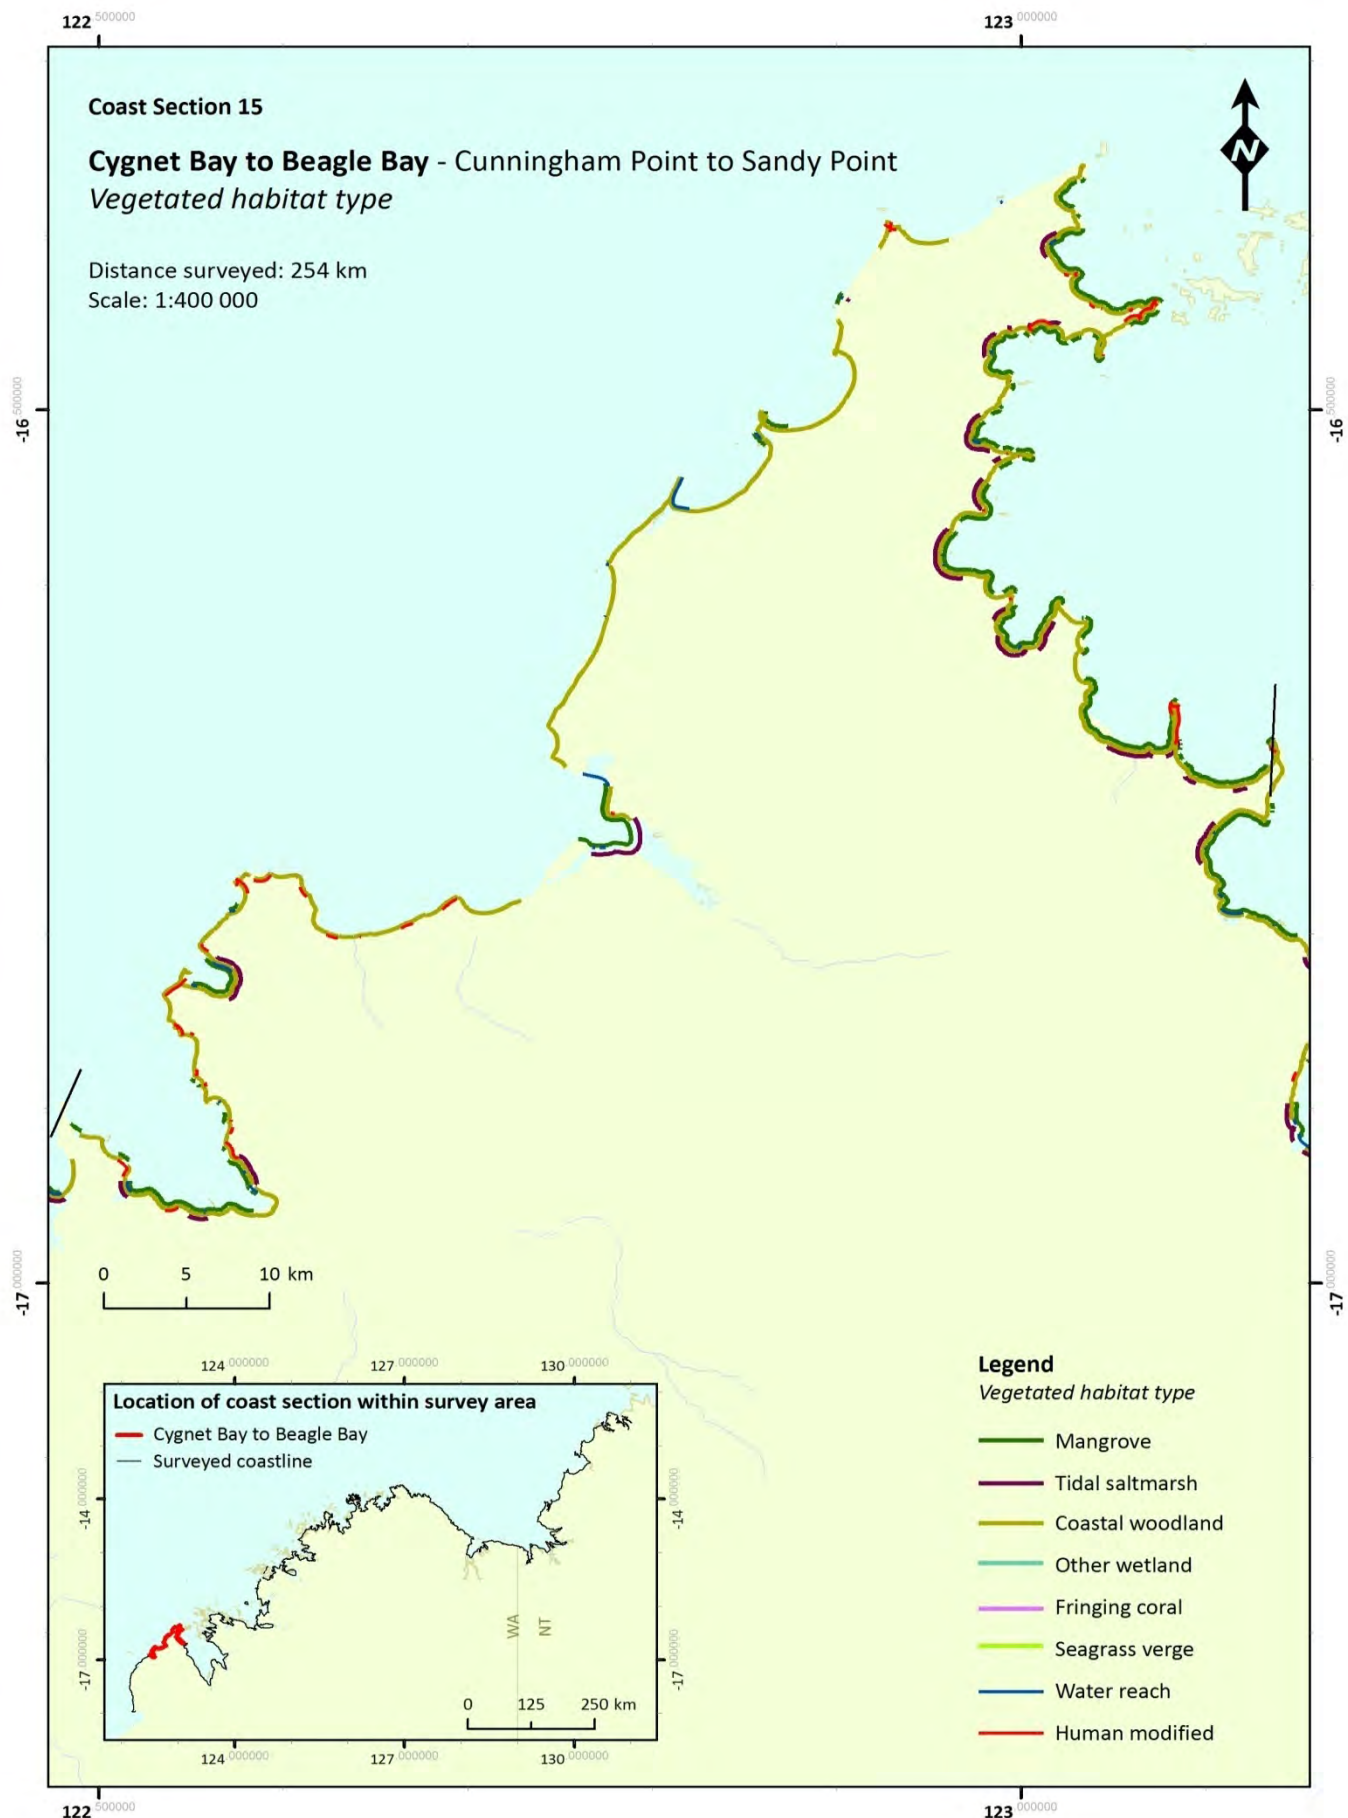 122.500000
123.000000
Coast Section 15
Cygnet Bay to Beagle Bay - Cunningham Point to Sandy Point
Vegetated habitat type
Distance surveyed: 254 km
Scale: 1:400 000
N
-16.500000
-16.500000
-17.000000
-17.000000
0 5 10 km
124.000000
127.000000
130.000000
Location of coast section within survey area
Cygnet Bay to Beagle Bay
Surveyed coastline
-14.000000
-14.000000
-17.000000
-17.000000
WA
NT
0 125 250 km
124.000000
127.000000
130.000000
Legend
Vegetated habitat type
Mangrove
Tidal saltmarsh
Coastal woodland
Other wetland
Fringing coral
Seagrass verge
Water reach
Human modified
122.500000
123.000000